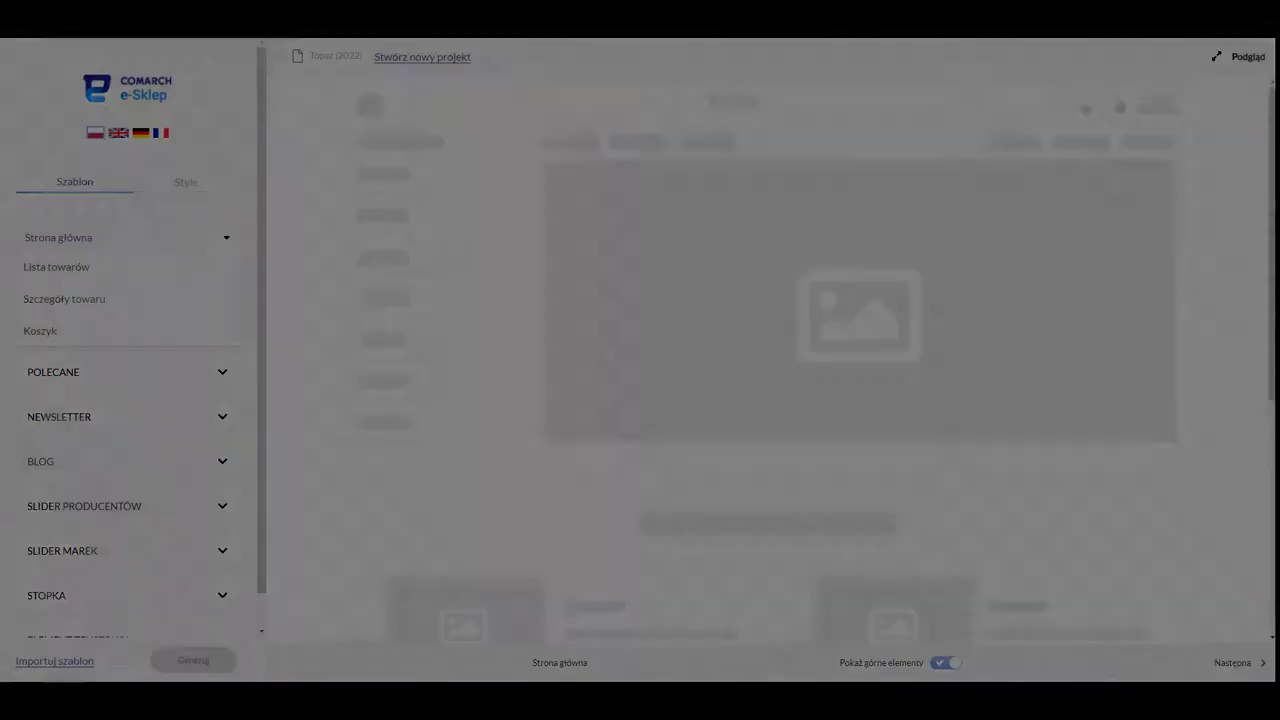 COMARCH
e-Sklep
Szablon
Style
Strona główna
Lista towarów
Szczegóły towaru
Koszyk
POLECANE
NEWSLETTER
BLOG
SLIDER PRODUCENTÓW
SLIDER MAREK
STOPKA
Importuj szablon
Generuj
Topaz (2022)
Stwórz nowy projekt
Podgląd
Strona główna
Pokaż górne elementy
Następna